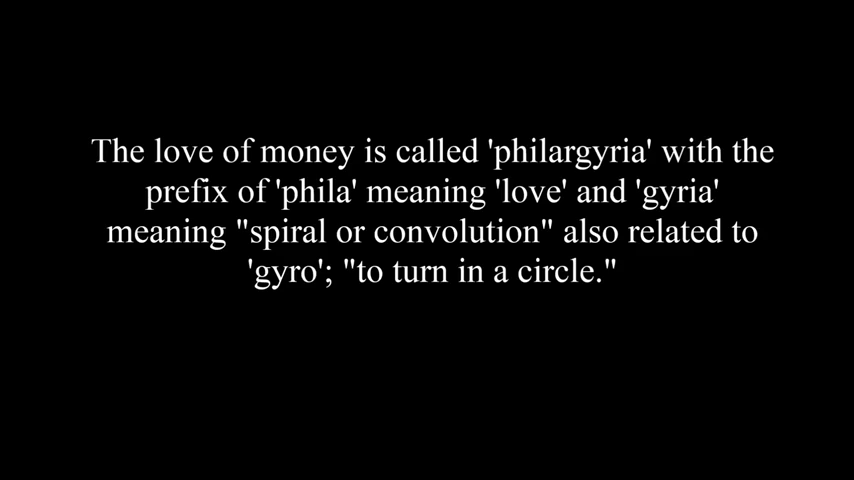 The love of money is called 'philargyria' with the
prefix of 'phila' meaning 'love' and 'gyria'
meaning "spiral or convolution" also related to
'gyro'; "to turn in a circle."